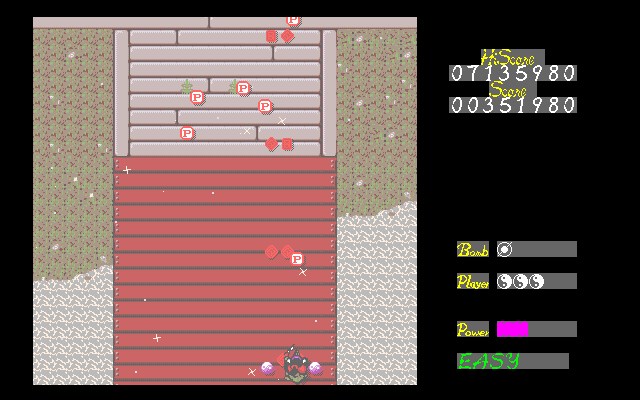 P
HiScore
07135980
Score
00351980
P
P
P
P
P
Bomb
Player
Power
EASY